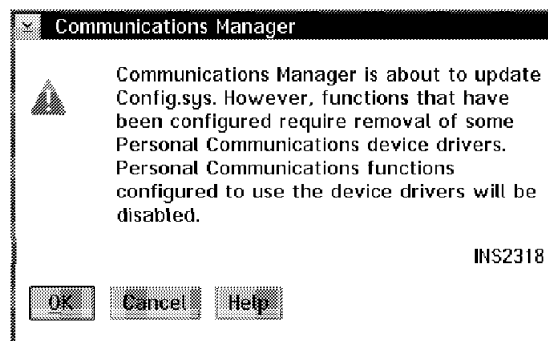 Communications Manager
Communications Manager is about to update
Config.sys. However, functions that have
been configured require removal of some
Personal Communications device drivers.
Personal Communications functions
configured to use the device drivers will be
disabled.
INS2318
OK Cancel Help